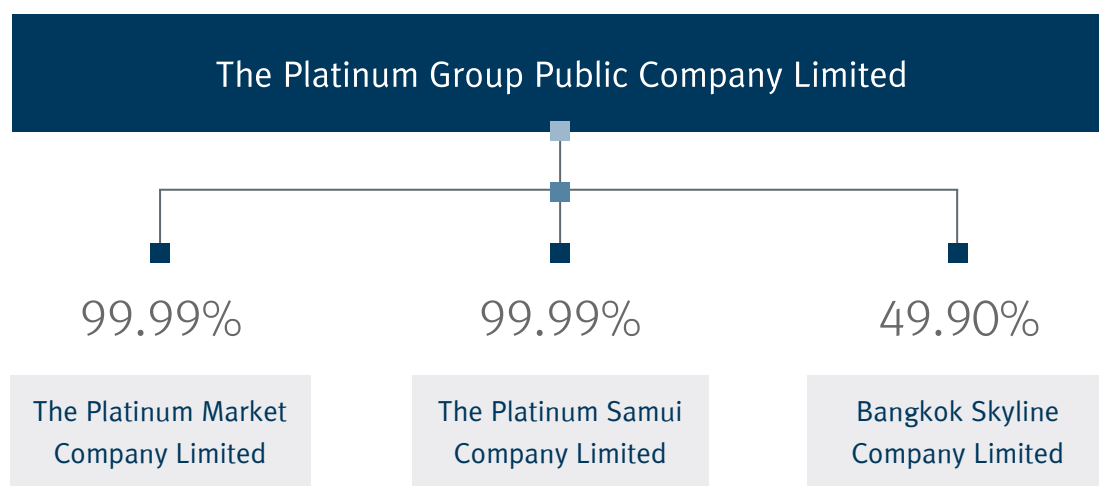 The Platinum Group Public Company Limited
99.99%
99.99%
49.90%
The Platinum Market
Company Limited
The Platinum Samui
Company Limited
Bangkok Skyline
Company Limited